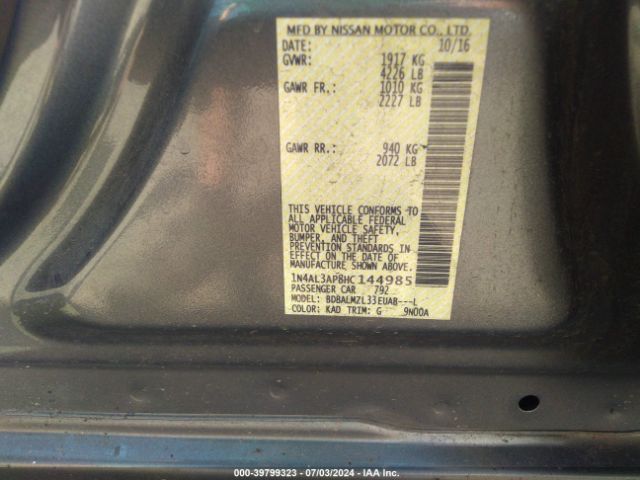 MFD BY NISSAN MOTOR CO., LTD.
DATE: 10/16
GVWR: 1917 KG
4226 LB
GAWR FR.: 1010 KG
2227 LB
GAWR RR.: 940 KG
2072 LB
THIS VEHICLE CONFORMS TO
ALL APPLICABLE FEDERAL
MOTOR VEHICLE SAFETY,
BUMPER, AND THEFT
PREVENTION STANDARDS IN
EFFECT ON THE DATE OF
MANUFACTURE SHOWN ABOVE.
1N4AL3AP8HC144985
PASSENGER CAR 792
MODEL: BDBALMZL33EUAB---L
COLOR: KAD TRIM: G 9N00A
000-39799323 - 07/03/2024 - IAA Inc.